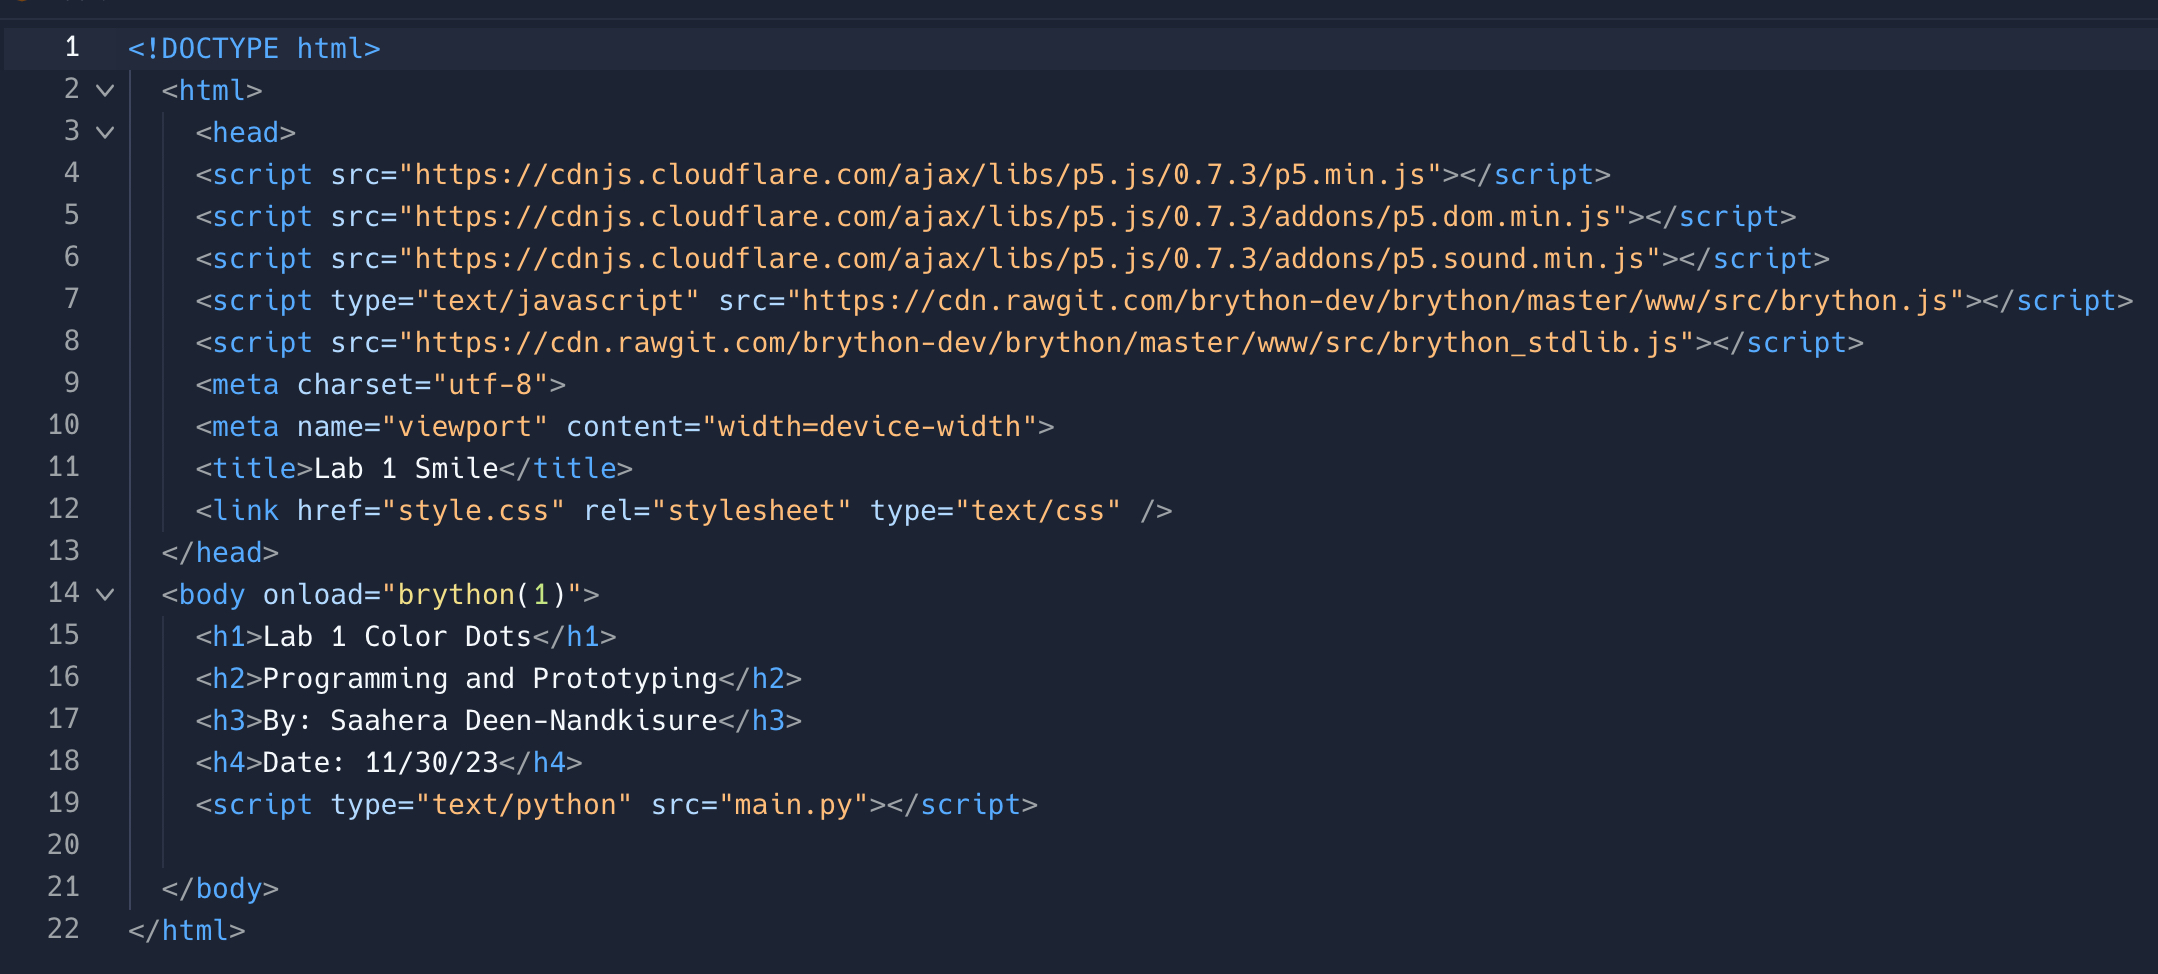 1 <!DOCTYPE html>
2 <html>
3 <head>
4 <script src="https://cdnjs.cloudflare.com/ajax/libs/p5.js/0.7.3/p5.min.js"></script>
5 <script src="https://cdnjs.cloudflare.com/ajax/libs/p5.js/0.7.3/addons/p5.dom.min.js"></script>
6 <script src="https://cdnjs.cloudflare.com/ajax/libs/p5.js/0.7.3/addons/p5.sound.min.js"></script>
7 <script type="text/javascript" src="https://cdn.rawgit.com/brython-dev/brython/master/www/src/brython.js"></script>
8 <script src="https://cdn.rawgit.com/brython-dev/brython/master/www/src/brython_stdlib.js"></script>
9 <meta charset="utf-8">
10 <meta name="viewport" content="width=device-width">
11 <title>Lab 1 Smile</title>
12 <link href="style.css" rel="stylesheet" type="text/css" />
13 </head>
14 <body onload="brython(1)">
15 <h1>Lab 1 Color Dots</h1>
16 <h2>Programming and Prototyping</h2>
17 <h3>By: Saahera Deen-Nandkisure</h3>
18 <h4>Date: 11/30/23</h4>
19 <script type="text/python" src="main.py"></script>
20
21 </body>
22 </html>